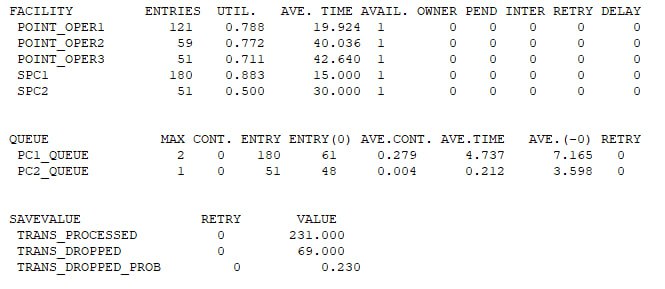 FACILITY ENTRIES UTIL. AVE. TIME AVAIL. OWNER PEND INTER RETRY DELAY
POINT_OPER1 121 0.788 19.924 1 0 0 0 0 0
POINT_OPER2 59 0.772 40.036 1 0 0 0 0 0
POINT_OPER3 51 0.711 42.640 1 0 0 0 0 0
SPC1 180 0.883 15.000 1 0 0 0 0 0
SPC2 51 0.500 30.000 1 0 0 0 0 0
QUEUE MAX CONT. ENTRY ENTRY(0) AVE.CONT. AVE.TIME AVE.(-0) RETRY
PC1_QUEUE 2 0 180 61 0.279 4.737 7.165 0
PC2_QUEUE 1 0 51 48 0.004 0.212 3.598 0
SAVEVALUE RETRY VALUE
TRANS_PROCESSED 0 231.000
TRANS_DROPPED 0 69.000
TRANS_DROPPED_PROB 0 0.230